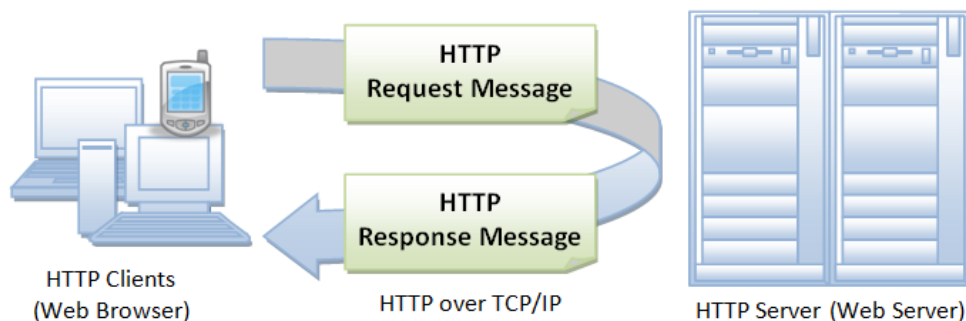 HTTP
Request Message
HTTP
Response Message
HTTP Clients
(Web Browser)
HTTP over TCP/IP
HTTP Server (Web Server)